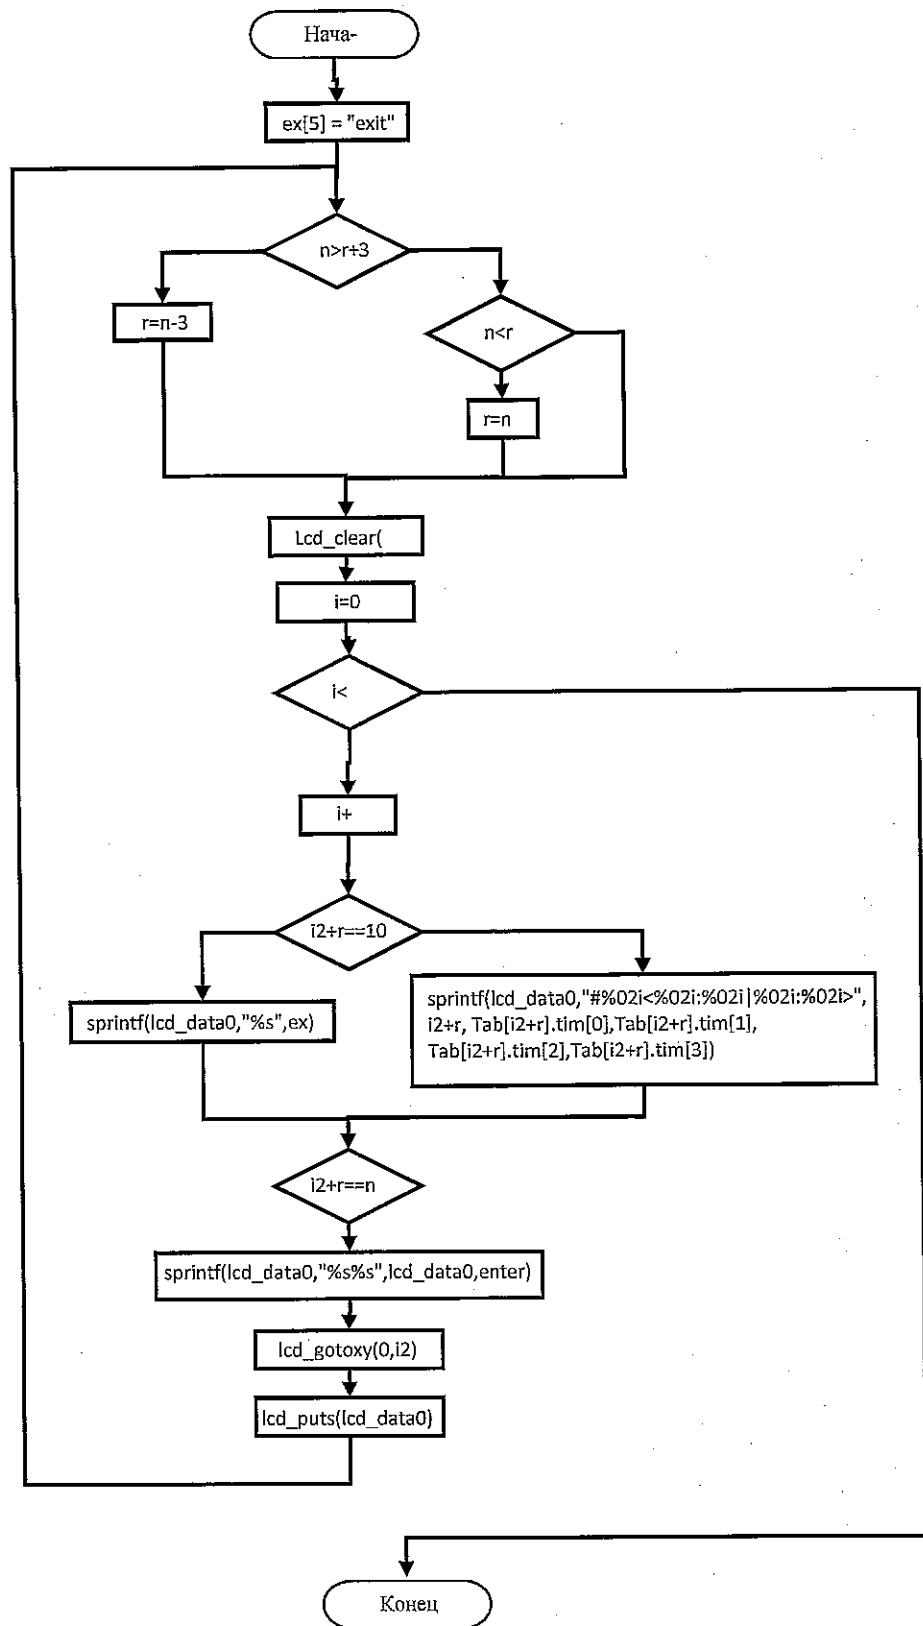 Нача-
ex[5] = "exit"
n>r+3
r=n-3
n<r
r=n
Lcd_clear(
i=0
i<
i+
i2+r==10
sprintf(lcd_data0,"%s",ex)
sprintf(lcd_data0,"#%02i<%02i:%02i|%02i:%02i>",
i2+r, Tab[i2+r].tim[0],Tab[i2+r].tim[1],
Tab[i2+r].tim[2],Tab[i2+r].tim[3])
i2+r==n
sprintf(lcd_data0,"%s%s",lcd_data0,enter)
lcd_gotoxy(0,i2)
lcd_puts(lcd_data0)
Конец